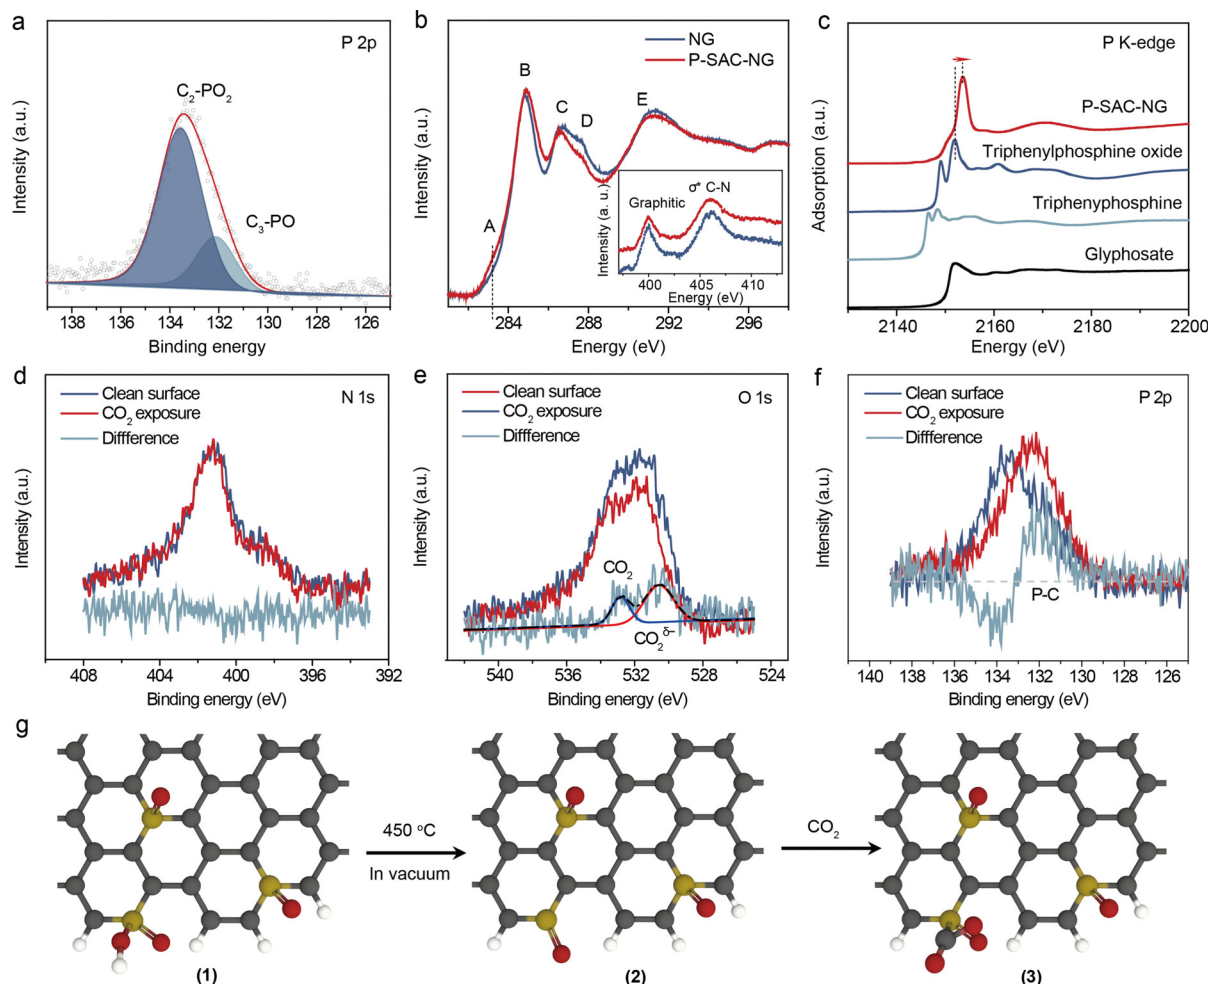 a
P 2p
C2-PO2
C3-PO
Intensity (a.u.)
138 136 134 132 130 128 126
Binding energy
b
NG
P-SAC-NG
A
B
C
D
E
Intensity (a.u.)
284 288 292 296
Energy (eV)
Graphitic
σ* C-N
Intensity (a. u.)
400 405 410
Energy (eV)
c
P K-edge
P-SAC-NG
Triphenylphosphine oxide
Triphenyphosphine
Glyphosate
Adsorption (a.u.)
2140 2160 2180 2200
Energy (eV)
d
Clean surface
CO2 exposure
Diffference
N 1s
Intensity (a.u.)
408 404 400 396 392
Binding energy (eV)
e
Clean surface
CO2 exposure
Diffference
O 1s
CO2
CO2δ–
Intensity (a.u.)
540 536 532 528 524
Binding energy (eV)
f
Clean surface
CO2 exposure
Diffference
P 2p
P-C
Intensity (a.u.)
140 138 136 134 132 130 128 126
Binding energy (eV)
g
450 °C
In vacuum
CO2
(1)
(2)
(3)